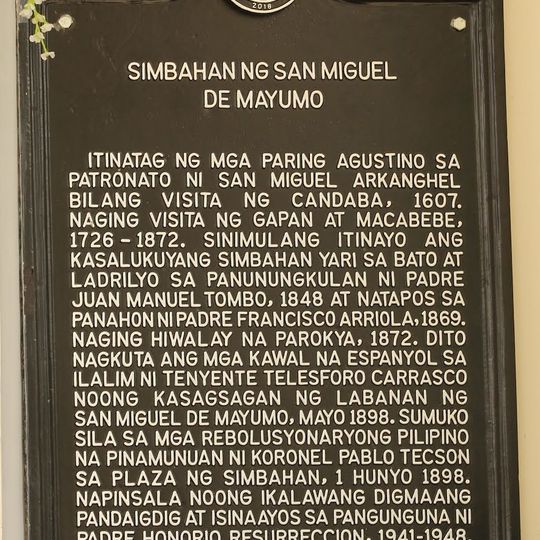 2018
SIMBAHAN NG SAN MIGUEL
DE MAYUMO
ITINATAG NG MGA PARING AGUSTINO SA
PATRONATO NI SAN MIGUEL ARKANGHEL
BILANG VISITA NG CANDABA, 1607.
NAGING VISITA NG GAPAN AT MACABEBE,
1726 – 1872. SINIMULANG ITINAYO ANG
KASALUKUYANG SIMBAHAN YARI SA BATO AT
LADRILYO SA PANUNUNGKULAN NI PADRE
JUAN MANUEL TOMBO, 1848 AT NATAPOS SA
PANAHON NI PADRE FRANCISCO ARRIOLA, 1869.
NAGING HIWALAY NA PAROKYA, 1872. DITO
NAGKUTA ANG MGA KAWAL NA ESPANYOL SA
ILALIM NI TENYENTE TELESFORO CARRASCO
NOONG KASAGSAGAN NG LABANAN NG
SAN MIGUEL DE MAYUMO, MAYO 1898. SUMUKO
SILA SA MGA REBOLUSYONARYONG PILIPINO
NA PINAMUNUAN NI KORONEL PABLO TECSON
SA PLAZA NG SIMBAHAN, 1 HUNYO 1898.
NAPINSALA NOONG IKALAWANG DIGMAANG
PANDAIGDIG AT ISINAAYOS SA PANGUNGUNA NI
PADRE HONORIO RESURRECCION, 1941-1948.